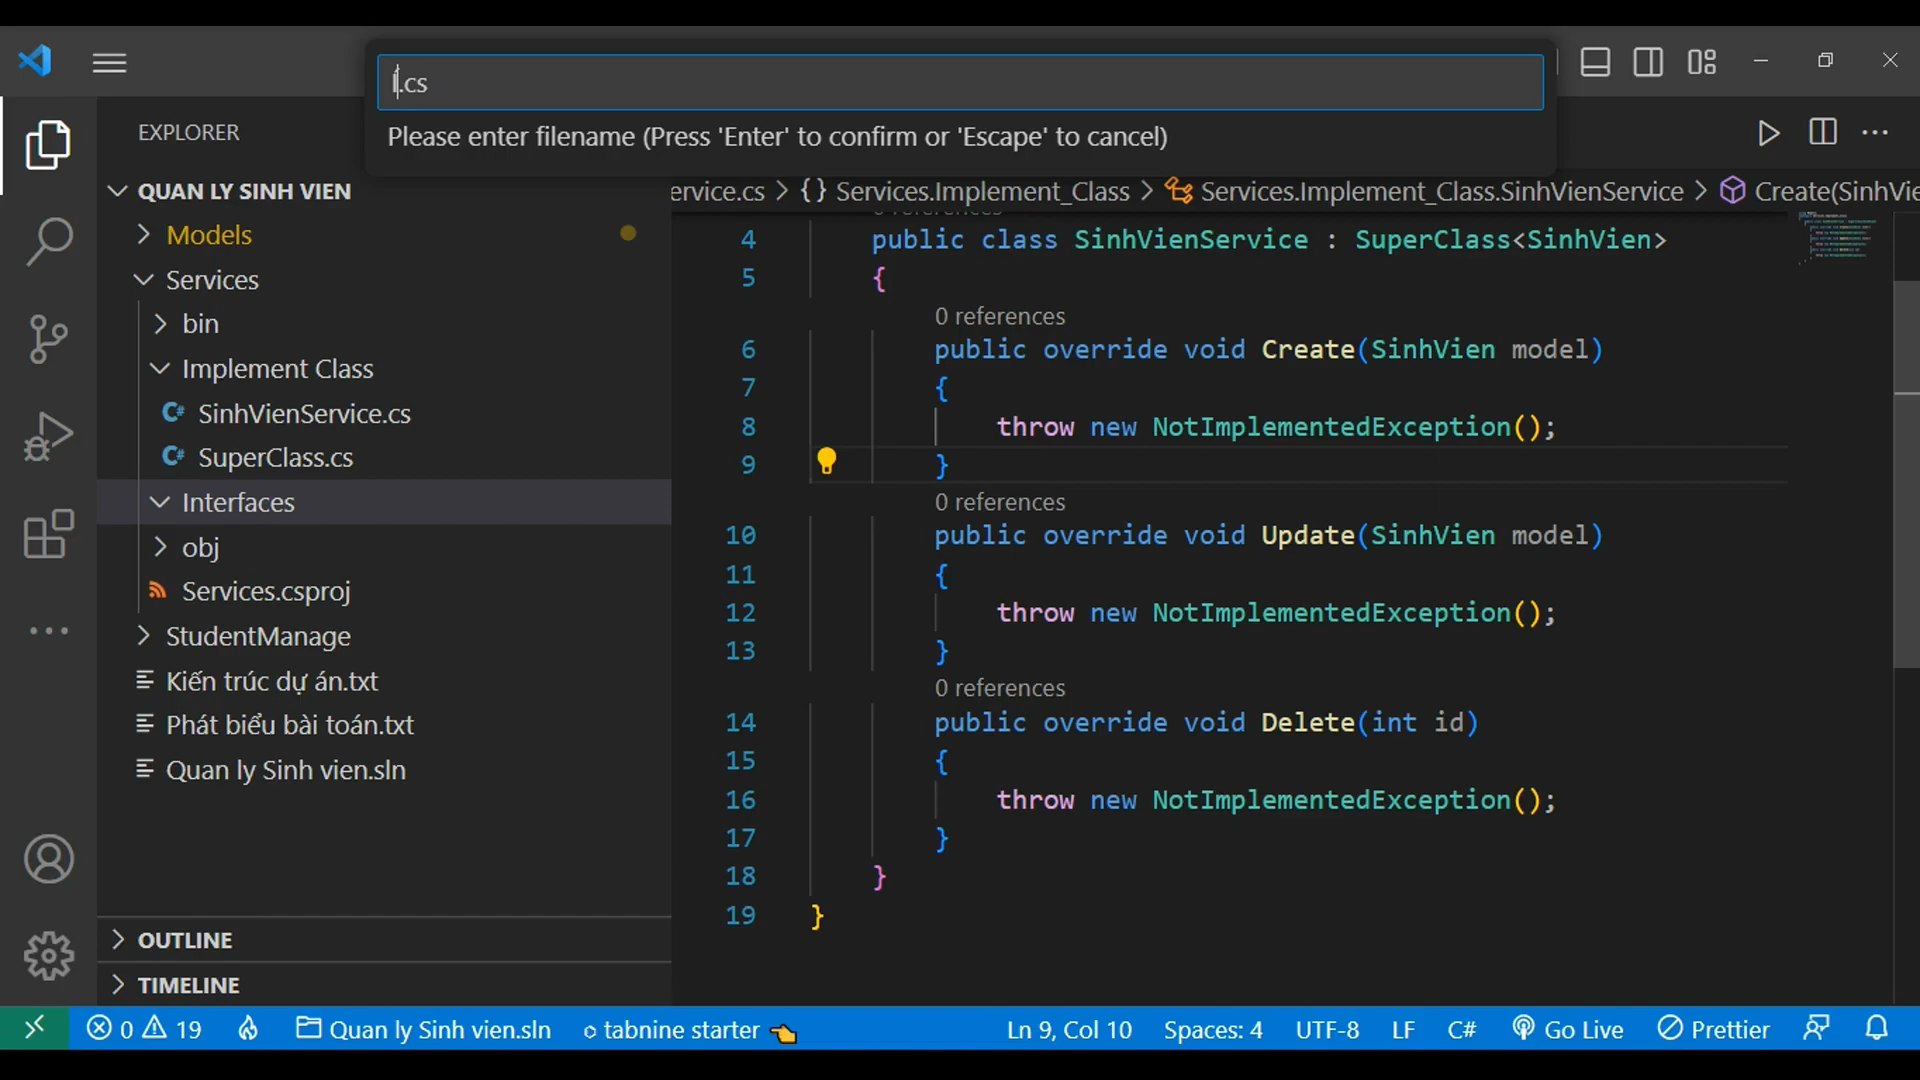 I.cs
Please enter filename (Press 'Enter' to confirm or 'Escape' to cancel)
EXPLORER
QUAN LY SINH VIEN
Models
Services
bin
Implement Class
SinhVienService.cs
SuperClass.cs
Interfaces
obj
Services.csproj
StudentManage
Kiến trúc dự án.txt
Phát biểu bài toán.txt
Quan ly Sinh vien.sln
OUTLINE
TIMELINE
ervice.cs > {} Services.Implement_Class > Services.Implement_Class.SinhVienService > Create(SinhVie
0 references
4 public class SinhVienService : SuperClass<SinhVien>
5 {
0 references
6 public override void Create(SinhVien model)
7 {
8 throw new NotImplementedException();
9 }
0 references
10 public override void Update(SinhVien model)
11 {
12 throw new NotImplementedException();
13 }
0 references
14 public override void Delete(int id)
15 {
16 throw new NotImplementedException();
17 }
18 }
19 }
0 19 Quan ly Sinh vien.sln tabnine starter Ln 9, Col 10 Spaces: 4 UTF-8 LF C# Go Live Prettier